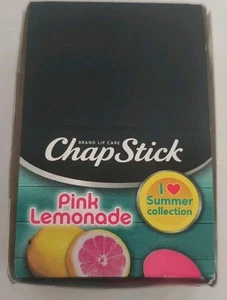 BRAND LIP CARE
ChapStick
Pink
Lemonade
I ❤
Summer
collection